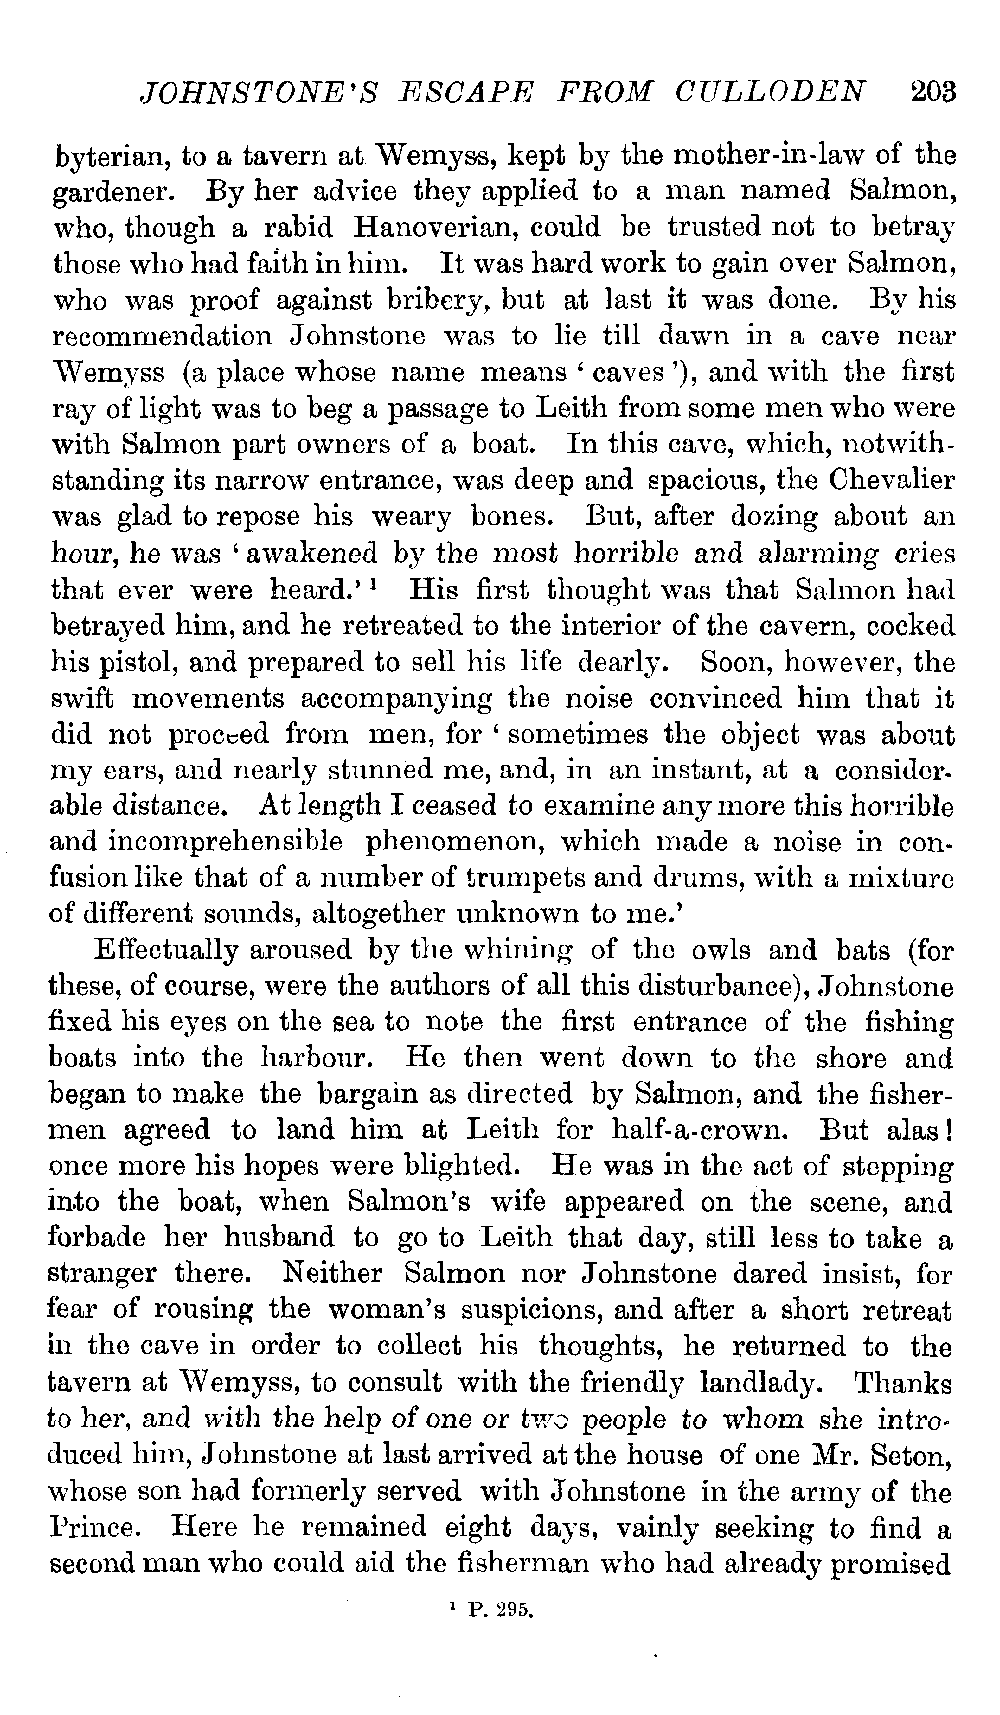 JOHNSTONE'S ESCAPE FROM CULLODEN 203
byterian, to a tavern at Wemyss, kept by the mother-in-law of the
gardener. By her advice they applied to a man named Salmon,
who, though a rabid Hanoverian, could be trusted not to betray
those who had faith in him. It was hard work to gain over Salmon,
who was proof against bribery, but at last it was done. By his
recommendation Johnstone was to lie till dawn in a cave near
Wemyss (a place whose name means ‘ caves ’), and with the first
ray of light was to beg a passage to Leith from some men who were
with Salmon part owners of a boat. In this cave, which, notwith-
standing its narrow entrance, was deep and spacious, the Chevalier
was glad to repose his weary bones. But, after dozing about an
hour, he was ‘ awakened by the most horrible and alarming cries
that ever were heard.’ ¹ His first thought was that Salmon had
betrayed him, and he retreated to the interior of the cavern, cocked
his pistol, and prepared to sell his life dearly. Soon, however, the
swift movements accompanying the noise convinced him that it
did not proceed from men, for ‘ sometimes the object was about
my ears, and nearly stunned me, and, in an instant, at a consider-
able distance. At length I ceased to examine any more this horrible
and incomprehensible phenomenon, which made a noise in con-
fusion like that of a number of trumpets and drums, with a mixture
of different sounds, altogether unknown to me.’
Effectually aroused by the whining of the owls and bats (for
these, of course, were the authors of all this disturbance), Johnstone
fixed his eyes on the sea to note the first entrance of the fishing
boats into the harbour. He then went down to the shore and
began to make the bargain as directed by Salmon, and the fisher-
men agreed to land him at Leith for half-a-crown. But alas!
once more his hopes were blighted. He was in the act of stepping
into the boat, when Salmon's wife appeared on the scene, and
forbade her husband to go to Leith that day, still less to take a
stranger there. Neither Salmon nor Johnstone dared insist, for
fear of rousing the woman's suspicions, and after a short retreat
in the cave in order to collect his thoughts, he returned to the
tavern at Wemyss, to consult with the friendly landlady. Thanks
to her, and with the help of one or two people to whom she intro-
duced him, Johnstone at last arrived at the house of one Mr. Seton,
whose son had formerly served with Johnstone in the army of the
Prince. Here he remained eight days, vainly seeking to find a
second man who could aid the fisherman who had already promised
¹ P. 295.